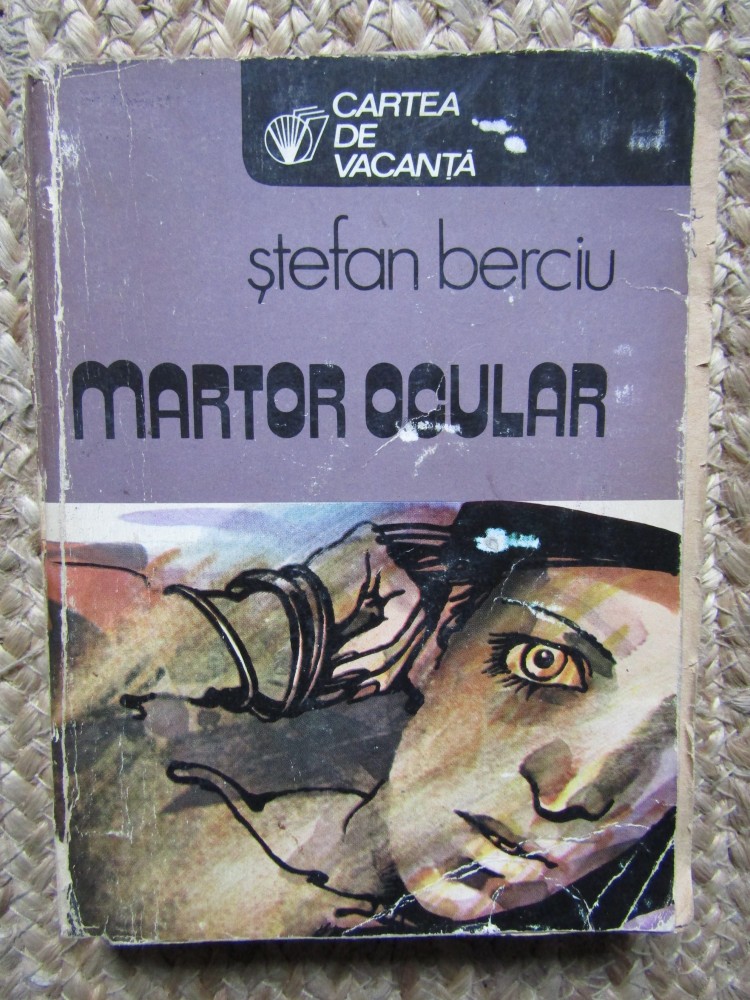 CARTEA
DE
VACANȚĂ
ștefan berciu
MARTOR OCULAR